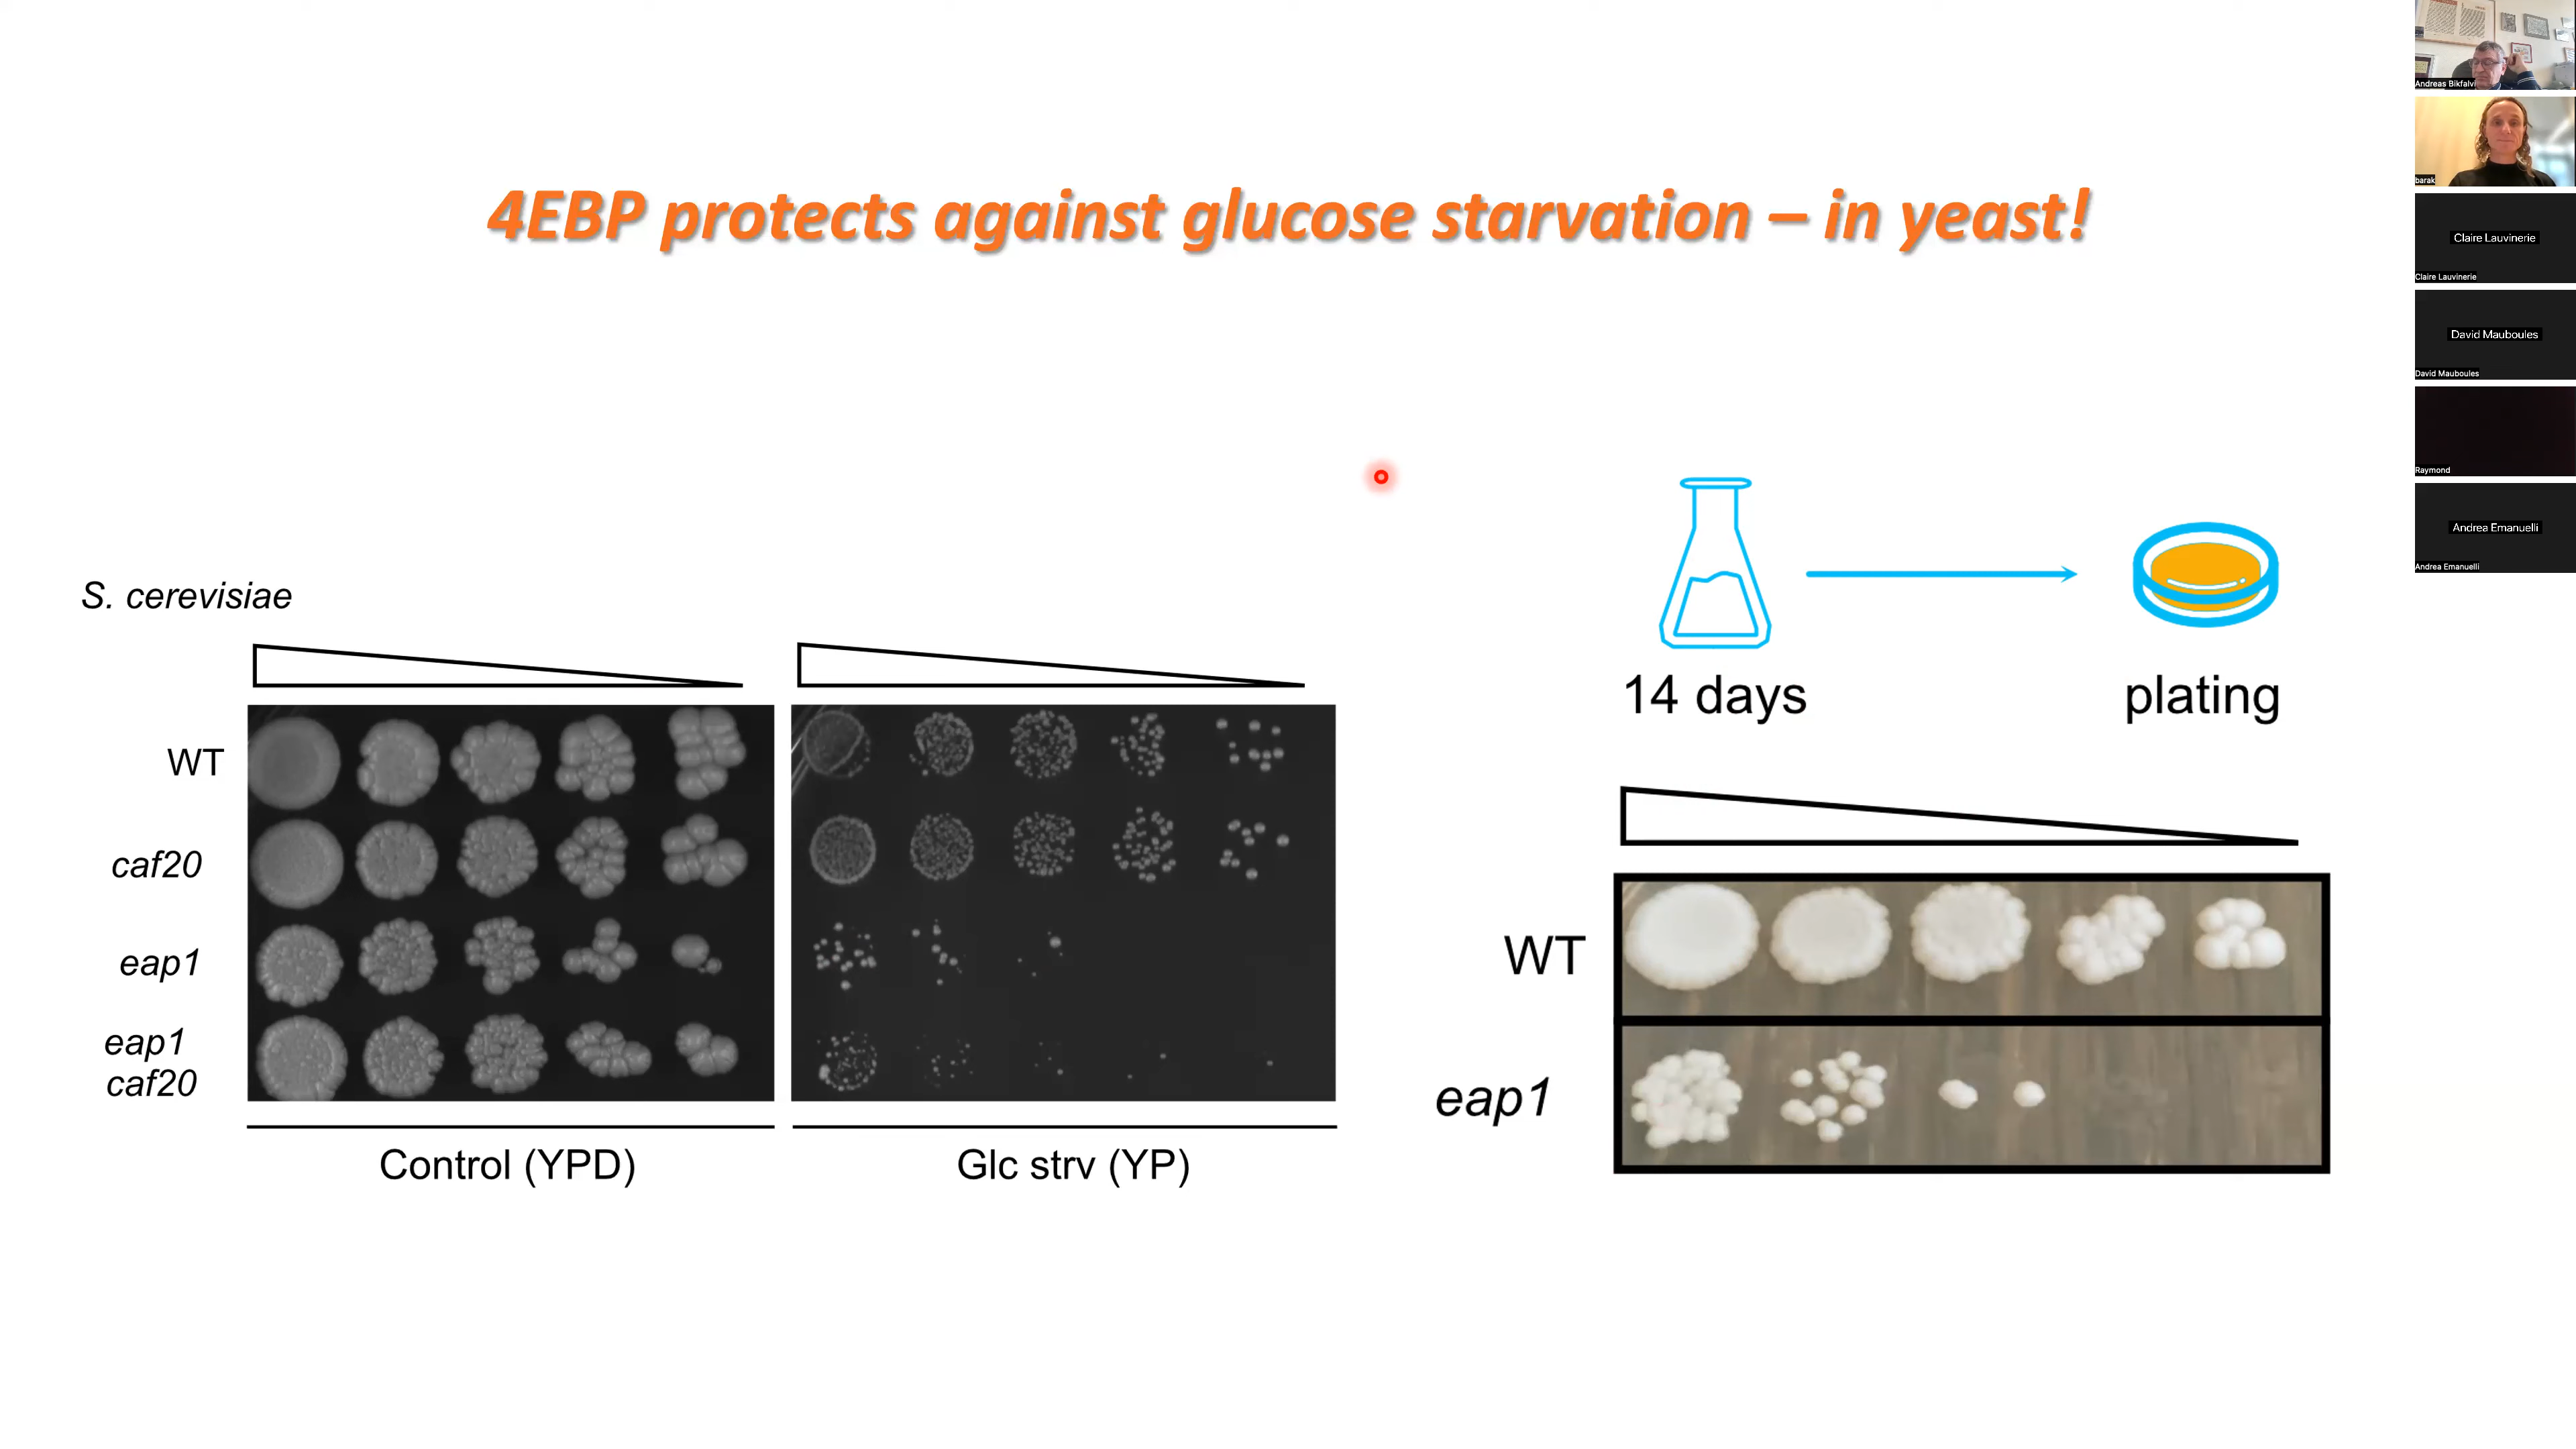 4EBP protects against glucose starvation – in yeast!
S. cerevisiae
WT
caf20
eap1
eap1
caf20
Control (YPD)
Glc strv (YP)
14 days
plating
WT
eap1
Andreas Bikfalvi
barak
Claire Lauvinerie
Claire Lauvinerie
David Mauboules
David Mauboules
Raymond
Andrea Emanuelli
Andrea Emanuelli